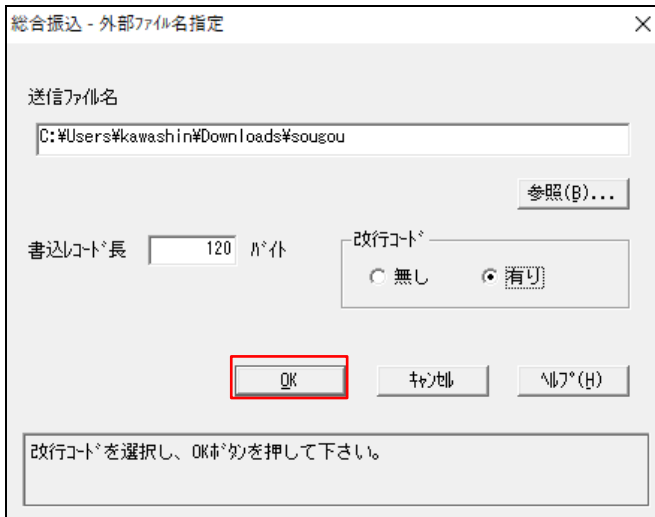 総合振込 - 外部ﾌｧｲﾙ名指定
送信ﾌｧｲﾙ名
C:¥Users¥kawashin¥Downloads¥sougou
参照(B)...
書込ﾚｺｰﾄﾞ長 120 ﾊﾞｲﾄ
改行ｺｰﾄﾞ
無し 有り
OK ｷｬﾝｾﾙ ﾍﾙﾌﾟ(H)
改行ｺｰﾄﾞを選択し、OKﾎﾞﾀﾝを押して下さい。